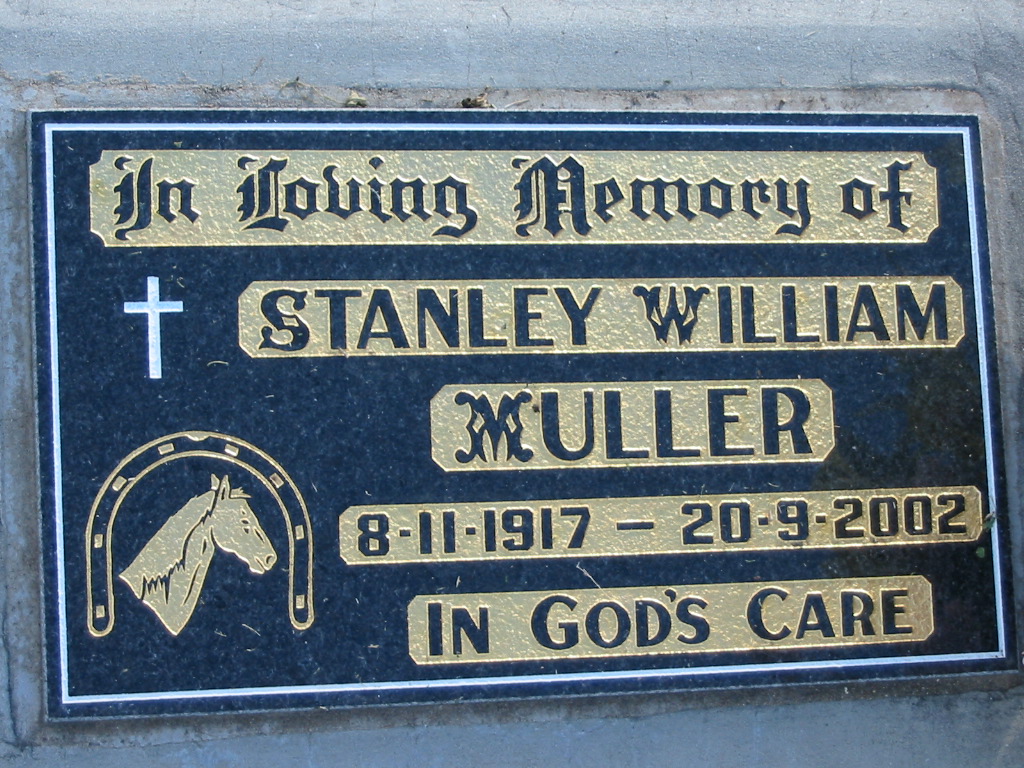 In Loving Memory of
STANLEY WILLIAM
MULLER
8-11-1917 - 20-9-2002
IN GOD'S CARE